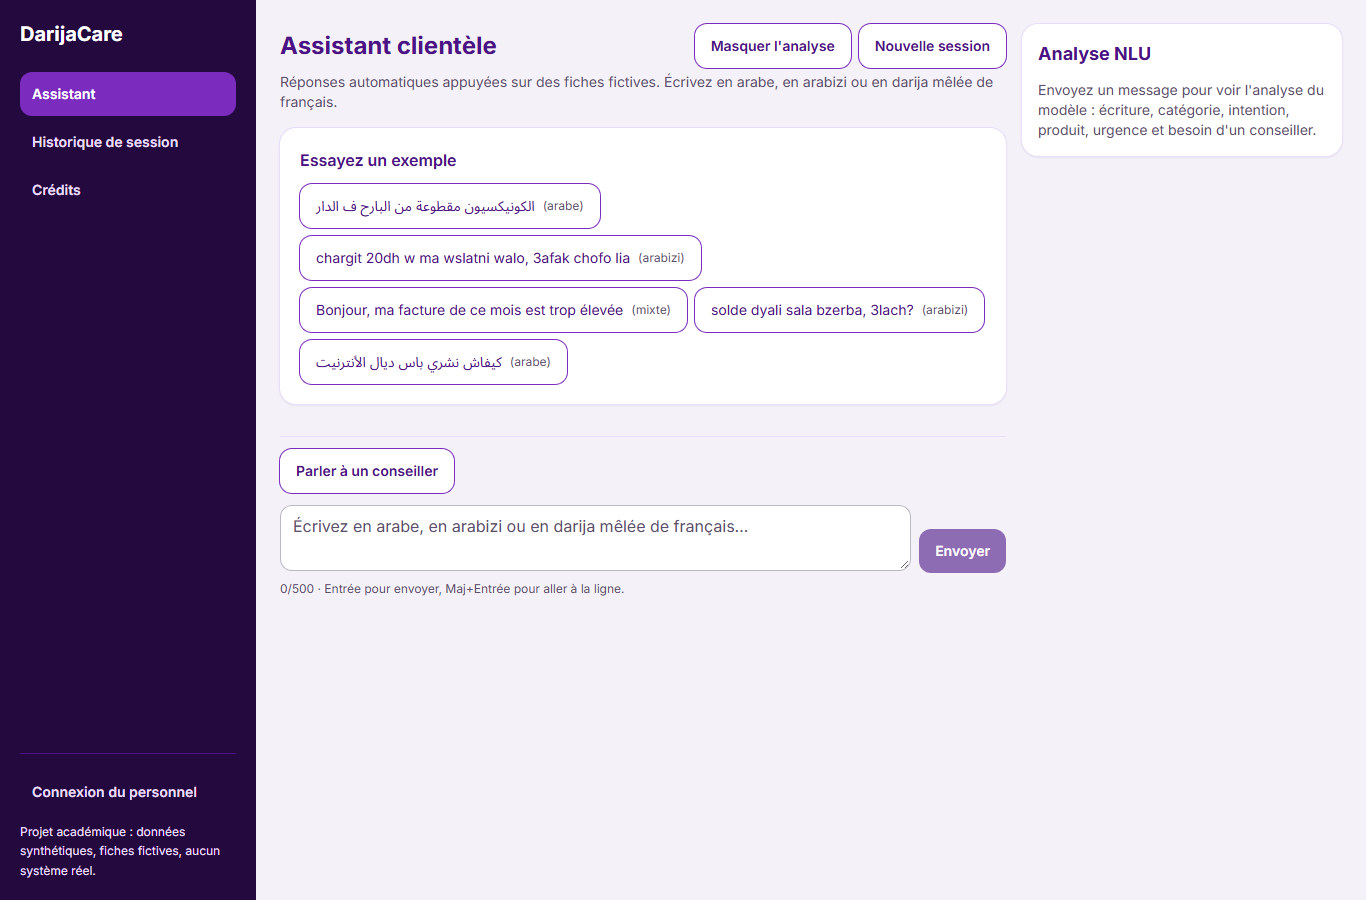 DarijaCare
Assistant
Historique de session
Crédits
Connexion du personnel
Projet académique : données
synthétiques, fiches fictives, aucun
système réel.
Assistant clientèle
Masquer l'analyse
Nouvelle session
Réponses automatiques appuyées sur des fiches fictives. Écrivez en arabe, en arabizi ou en darija mêlée de
français.
Essayez un exemple
الكونيكسيون مقطوعة من البارح ف الدار (arabe)
chargit 20dh w ma wslatni walo, 3afak chofo lia (arabizi)
Bonjour, ma facture de ce mois est trop élevée (mixte)
solde dyali sala bzerba, 3lach? (arabizi)
كيفاش نشري باس ديال الأنترنيت (arabe)
Parler à un conseiller
Écrivez en arabe, en arabizi ou en darija mêlée de français...
Envoyer
0/500 · Entrée pour envoyer, Maj+Entrée pour aller à la ligne.
Analyse NLU
Envoyez un message pour voir l'analyse du
modèle : écriture, catégorie, intention,
produit, urgence et besoin d'un conseiller.